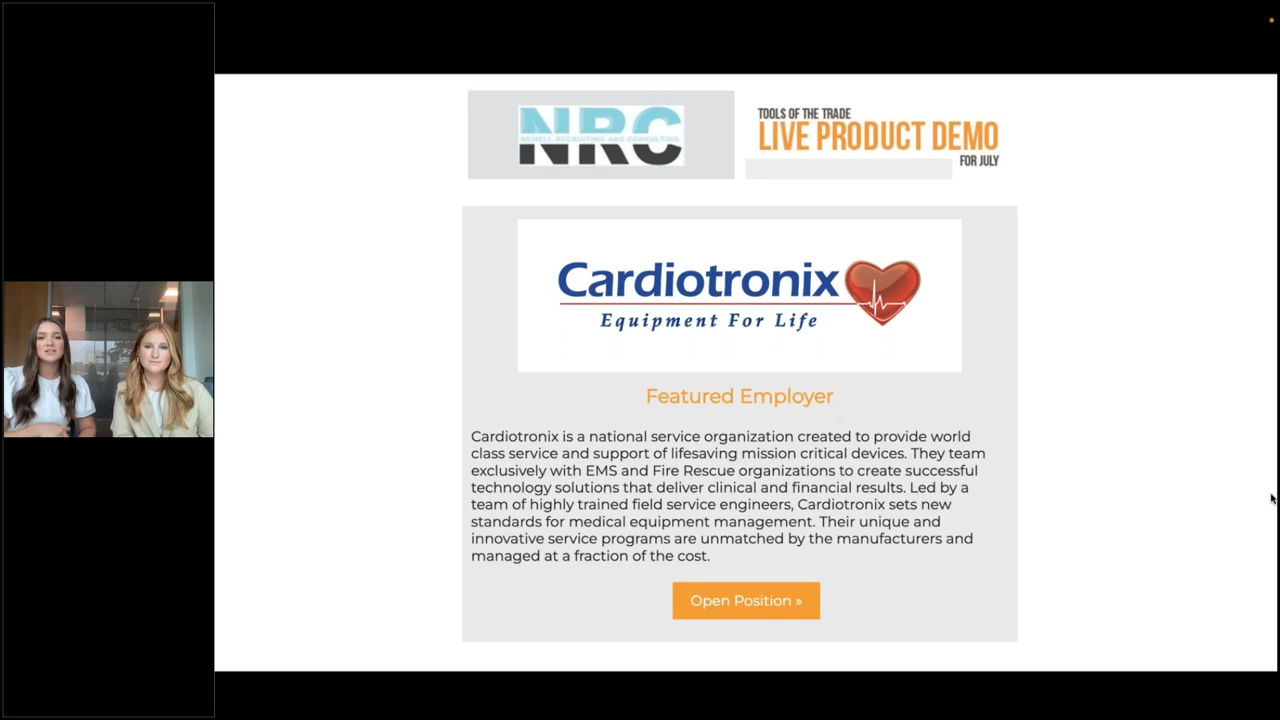 NRC
NEWELL RECRUITING AND CONSULTING
TOOLS OF THE TRADE
LIVE PRODUCT DEMO
FOR JULY
Cardiotronix
Equipment For Life
Featured Employer
Cardiotronix is a national service organization created to provide world
class service and support of lifesaving mission critical devices. They team
exclusively with EMS and Fire Rescue organizations to create successful
technology solutions that deliver clinical and financial results. Led by a
team of highly trained field service engineers, Cardiotronix sets new
standards for medical equipment management. Their unique and
innovative service programs are unmatched by the manufacturers and
managed at a fraction of the cost.
Open Position »